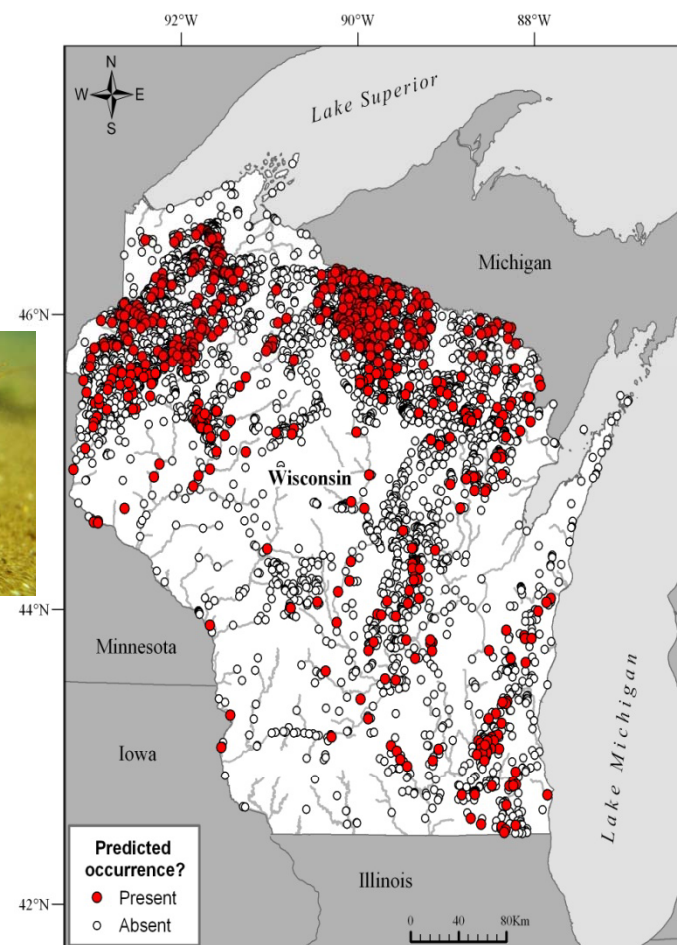 92°W 90°W 88°W
N
W E
S
Lake Superior
Michigan
46°N
Wisconsin
44°N
Minnesota
Iowa
Lake Michigan
Predicted
occurrence?
Present
Absent
Illinois
42°N
0 40 80Km